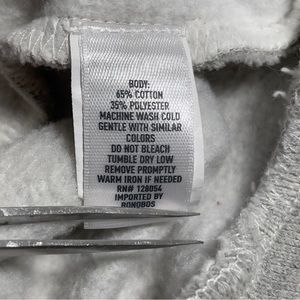 BODY:
65% COTTON
35% POLYESTER
MACHINE WASH COLD
GENTLE WITH SIMILAR
COLORS
DO NOT BLEACH
TUMBLE DRY LOW
REMOVE PROMPTLY
WARM IRON IF NEEDED
RN# 128054
IMPORTED BY
BONOBOS